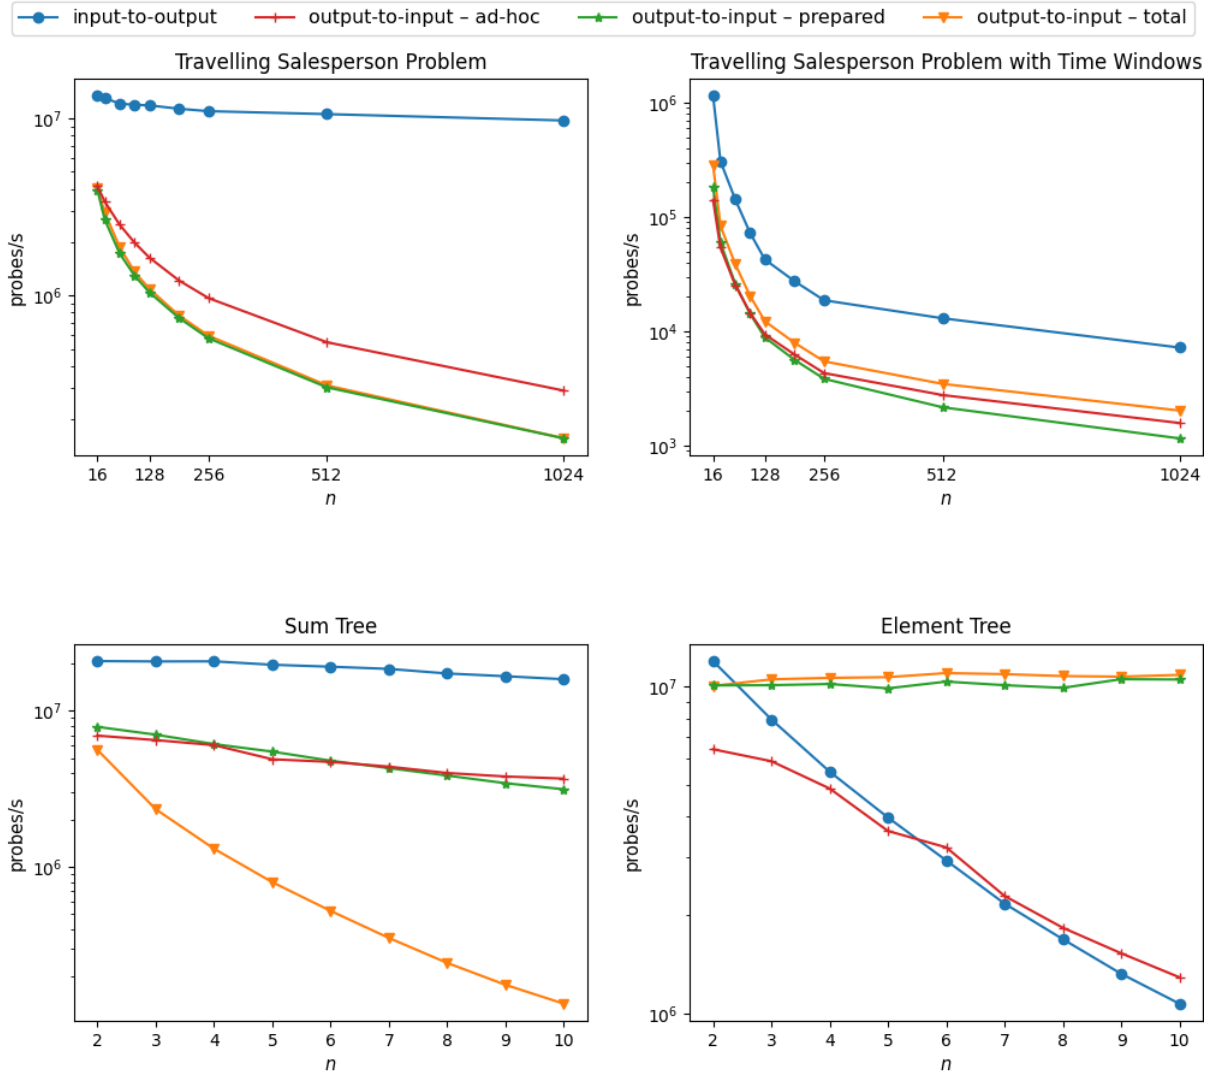 input-to-output output-to-input – ad-hoc output-to-input – prepared output-to-input – total
Travelling Salesperson Problem
probes/s
10⁷
10⁶
16 128 256 512 1024
n
Travelling Salesperson Problem with Time Windows
probes/s
10⁶
10⁵
10⁴
10³
16 128 256 512 1024
n
Sum Tree
probes/s
10⁷
10⁶
2 3 4 5 6 7 8 9 10
n
Element Tree
probes/s
10⁷
10⁶
2 3 4 5 6 7 8 9 10
n